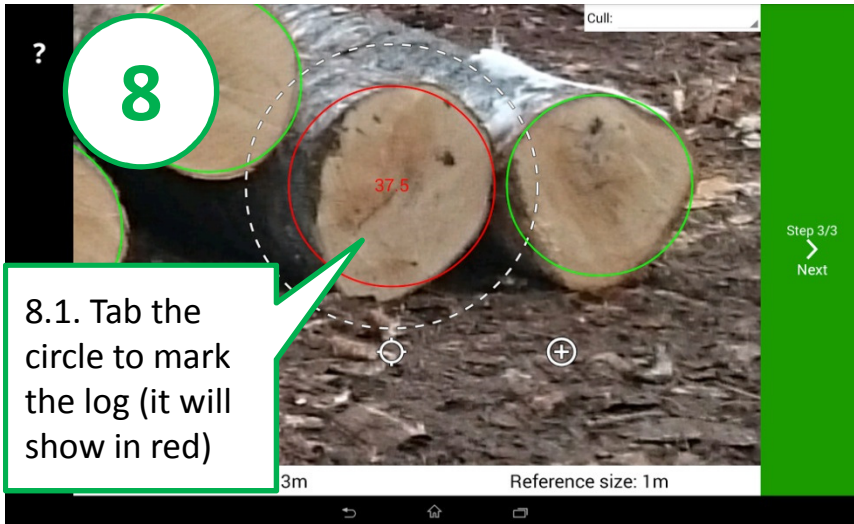 Cull:
?
8
37.5
Step 3/3
Next
8.1. Tab the
circle to mark
the log (it will
show in red)
3m
Reference size: 1m